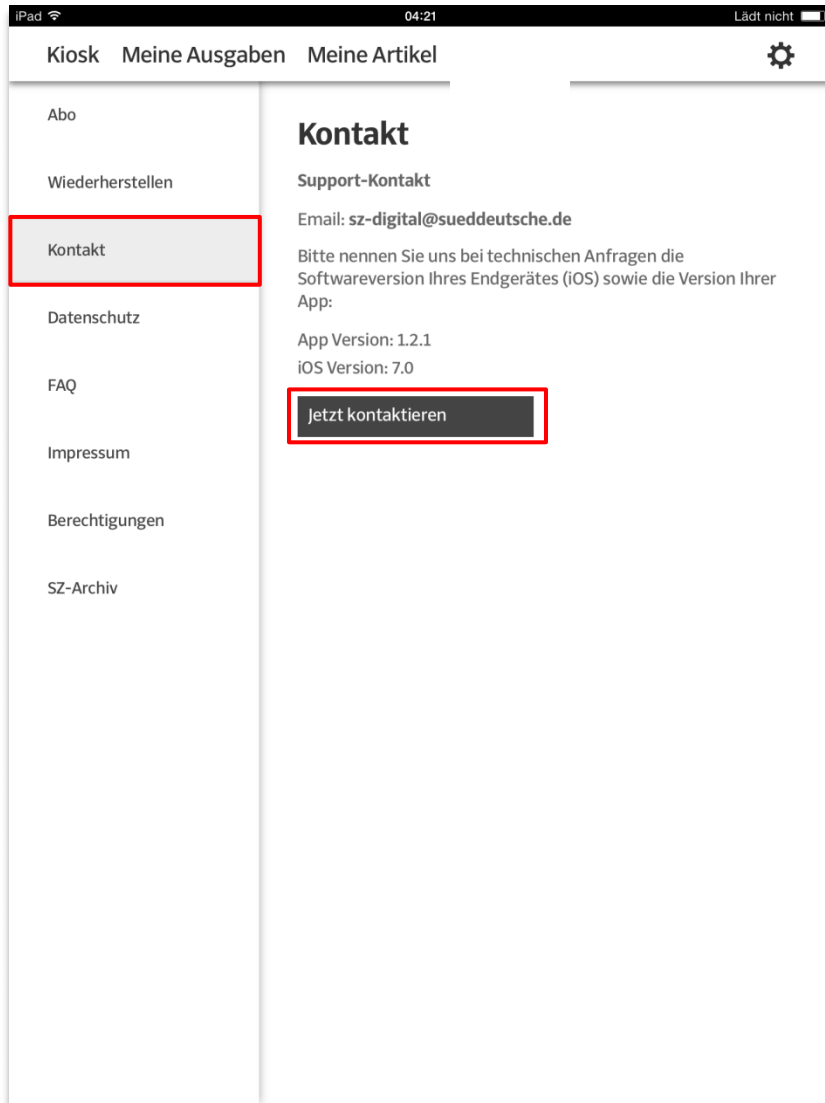 iPad 04:21 Lädt nicht
Kiosk Meine Ausgaben Meine Artikel
Abo
Wiederherstellen
Kontakt
Datenschutz
FAQ
Impressum
Berechtigungen
SZ-Archiv
Kontakt
Support-Kontakt
Email: sz-digital@sueddeutsche.de
Bitte nennen Sie uns bei technischen Anfragen die
Softwareversion Ihres Endgerätes (iOS) sowie die Version Ihrer
App:
App Version: 1.2.1
iOS Version: 7.0
Jetzt kontaktieren